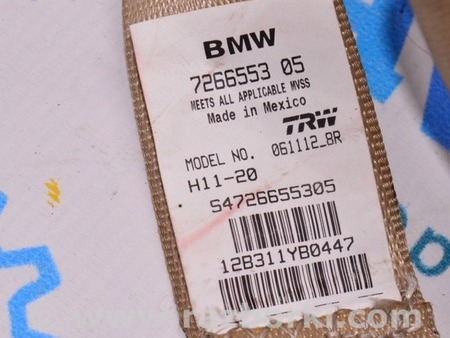 BMW
7266553 05
MEETS ALL APPLICABLE MVSS
Made in Mexico
TRW
MODEL NO. 061112_BR
H11-20
S4726655305
12B311YB0447